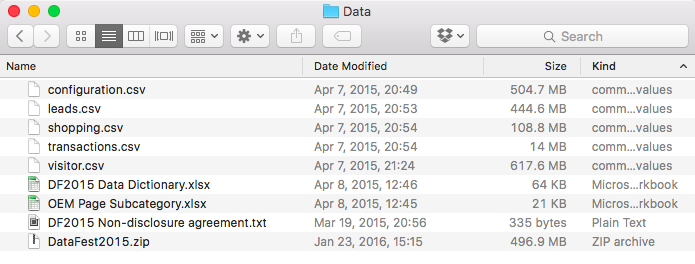 Data
Search
Name Date Modified Size Kind
configuration.csv Apr 7, 2015, 20:49 504.7 MB comm...values
leads.csv Apr 7, 2015, 20:53 444.6 MB comm...values
shopping.csv Apr 7, 2015, 20:54 108.8 MB comm...values
transactions.csv Apr 7, 2015, 20:54 14 MB comm...values
visitor.csv Apr 7, 2015, 21:24 617.6 MB comm...values
DF2015 Data Dictionary.xlsx Apr 8, 2015, 12:46 64 KB Micros...rkbook
OEM Page Subcategory.xlsx Apr 8, 2015, 12:45 21 KB Micros...rkbook
DF2015 Non-disclosure agreement.txt Mar 19, 2015, 20:56 335 bytes Plain Text
DataFest2015.zip Jan 23, 2016, 15:15 496.9 MB ZIP archive